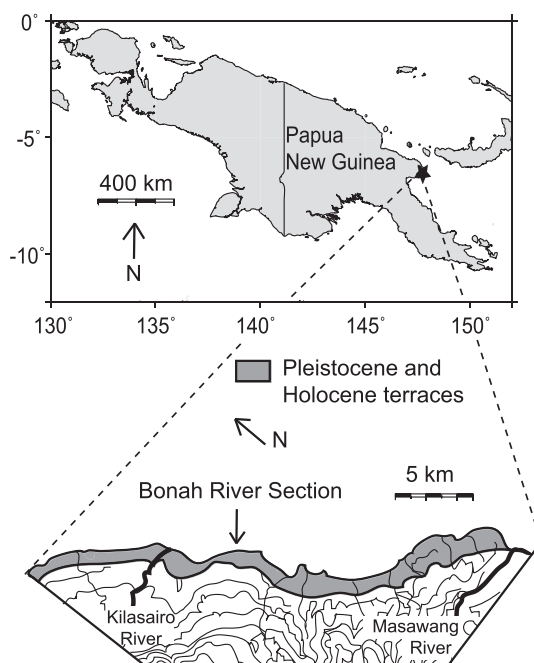 0°
-5°
-10°
Papua
New Guinea
400 km
N
130°
135°
140°
145°
150°
Pleistocene and
Holocene terraces
N
5 km
Bonah River Section
Kilasairo
River
Masawang
River